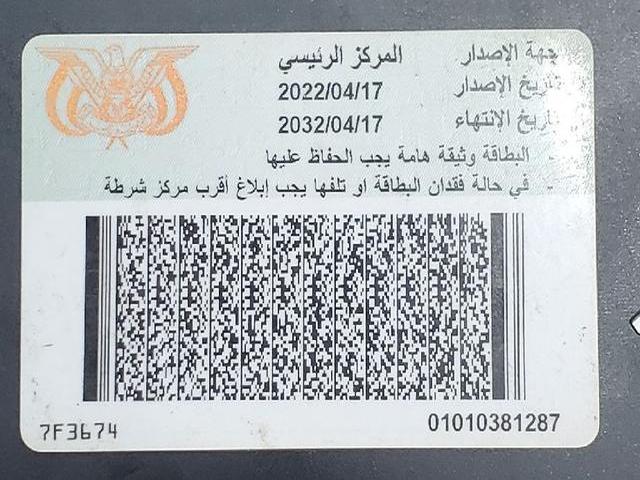 جهة الإصدار المركز الرئيسي
تاريخ الإصدار 2022/04/17
تاريخ الإنتهاء 2032/04/17
- البطاقة وثيقة هامة يجب الحفاظ عليها
- في حالة فقدان البطاقة او تلفها يجب إبلاغ اقرب مركز شرطة
01010381287
7F3674